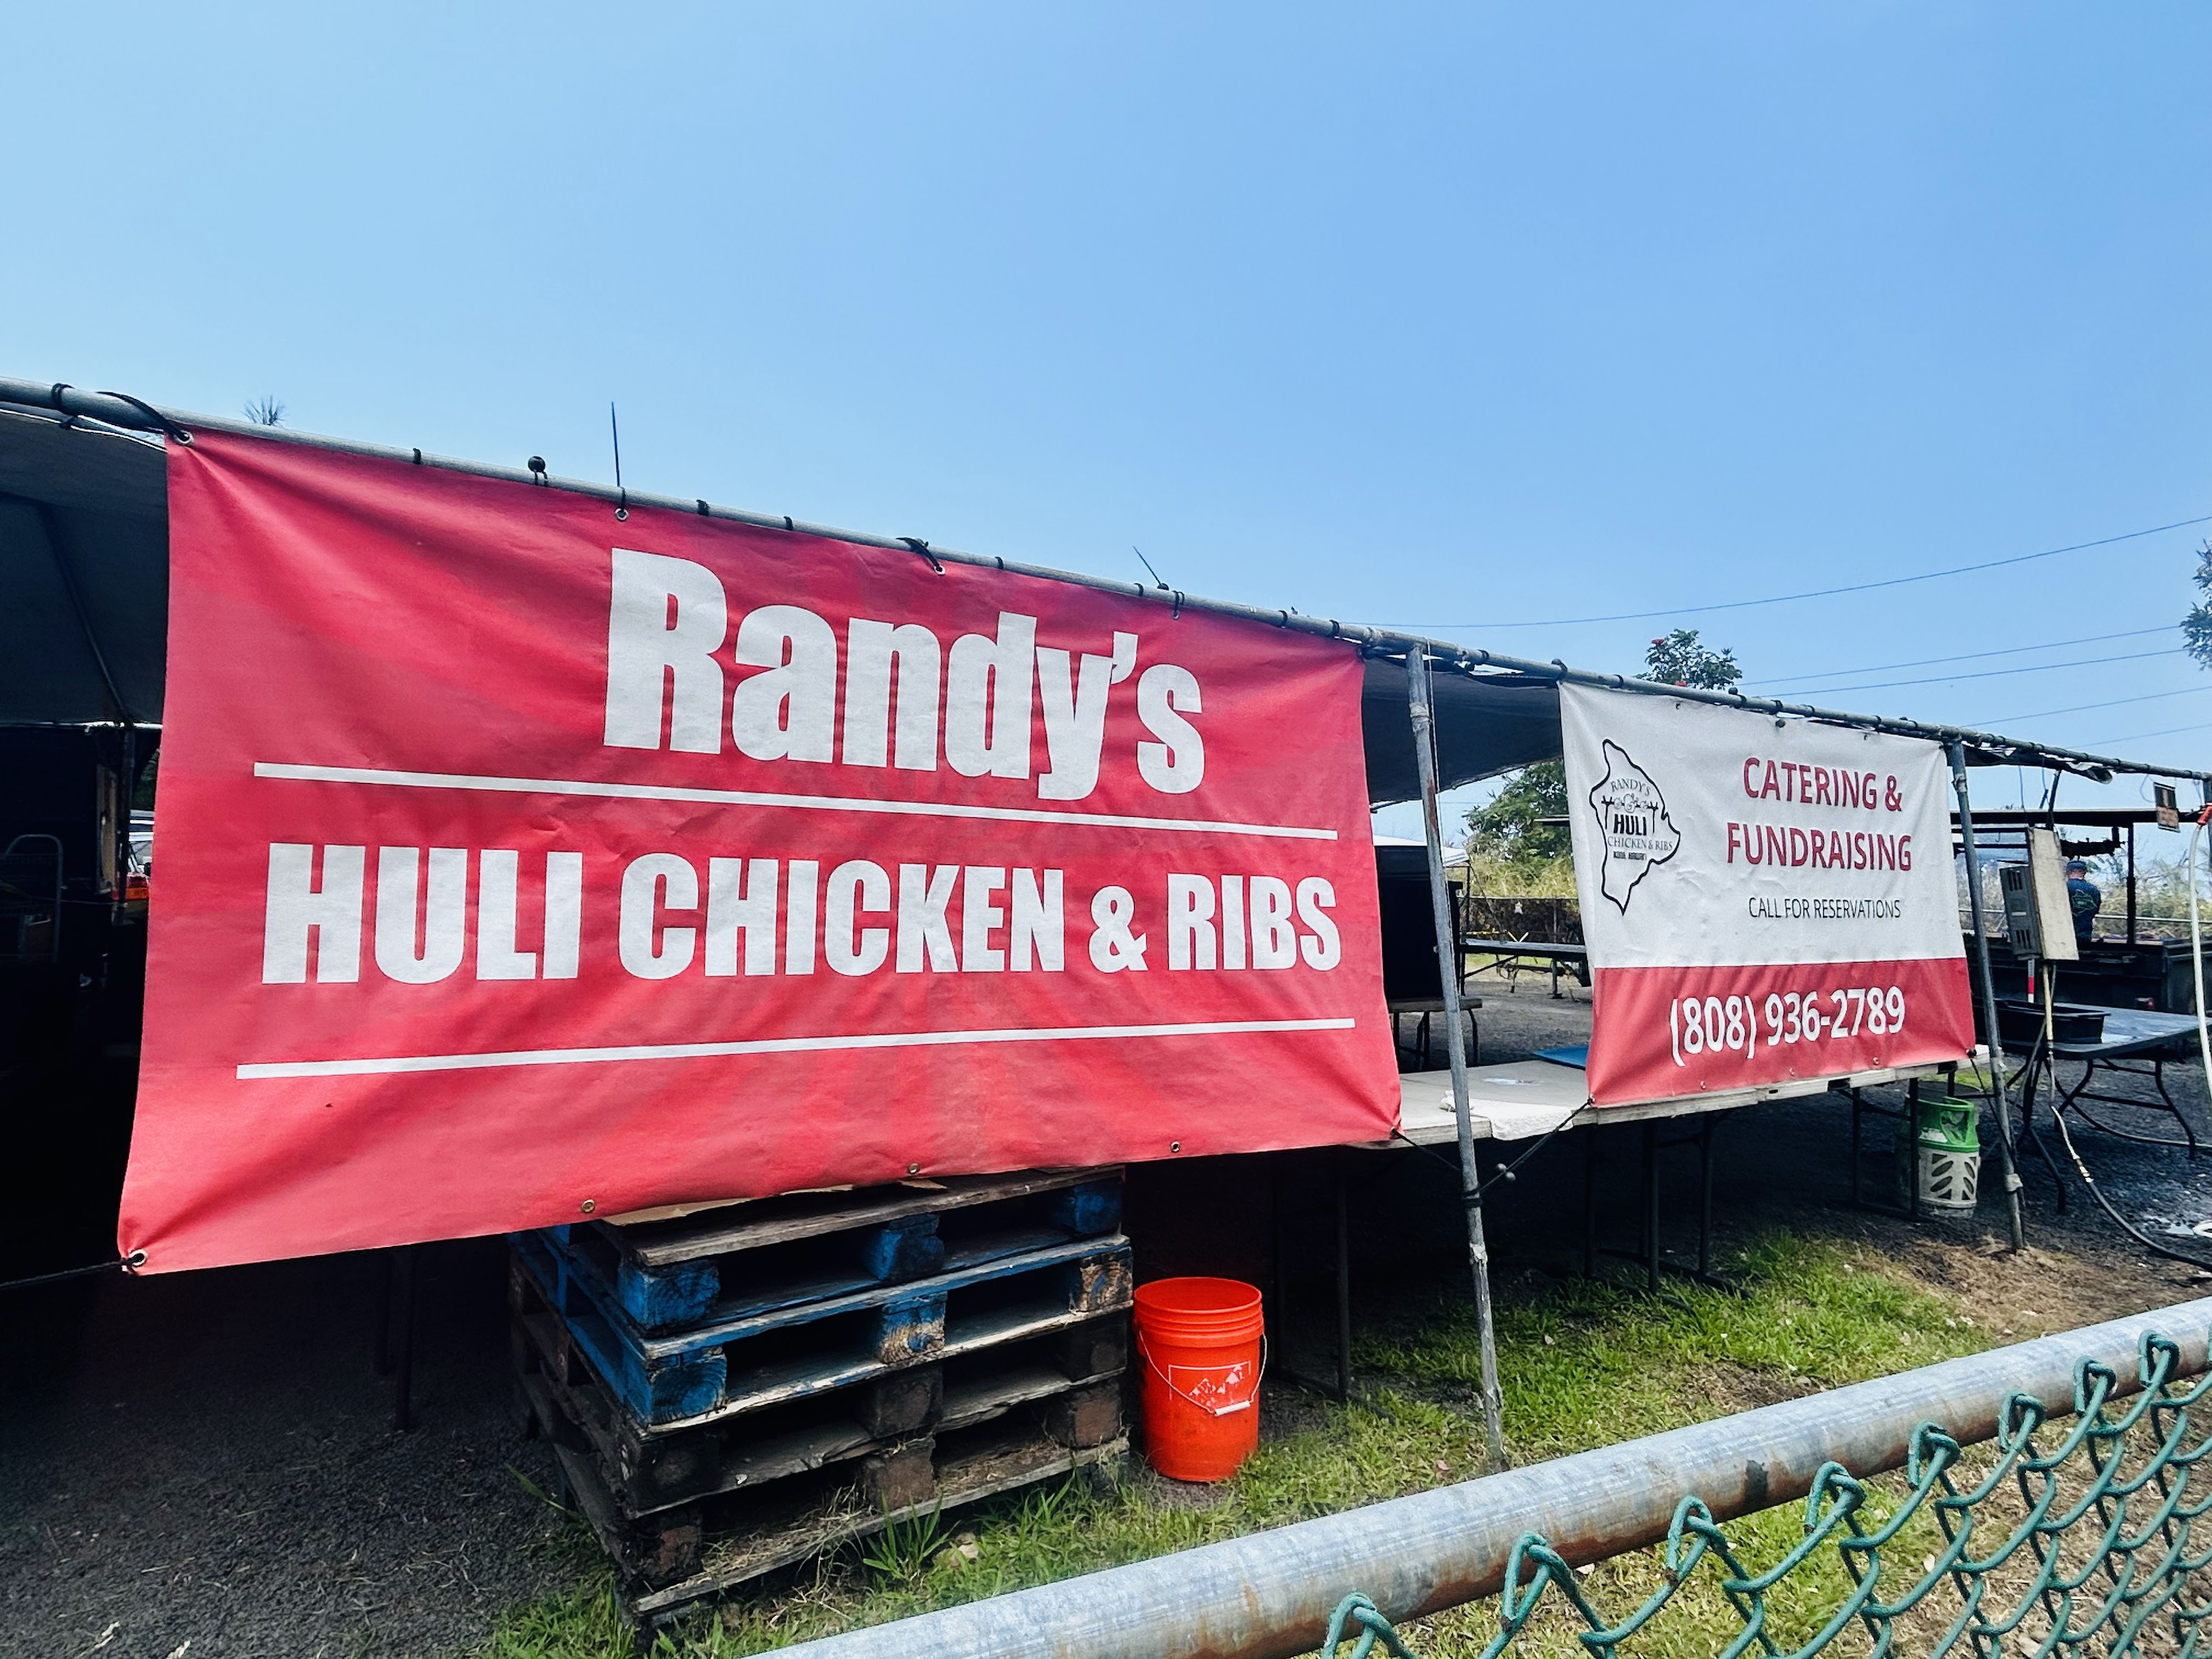 Randy's
HULI CHICKEN & RIBS
RANDY'S
HULI
CHICKEN & RIBS
CATERING &
FUNDRAISING
CALL FOR RESERVATIONS
(808) 936-2789